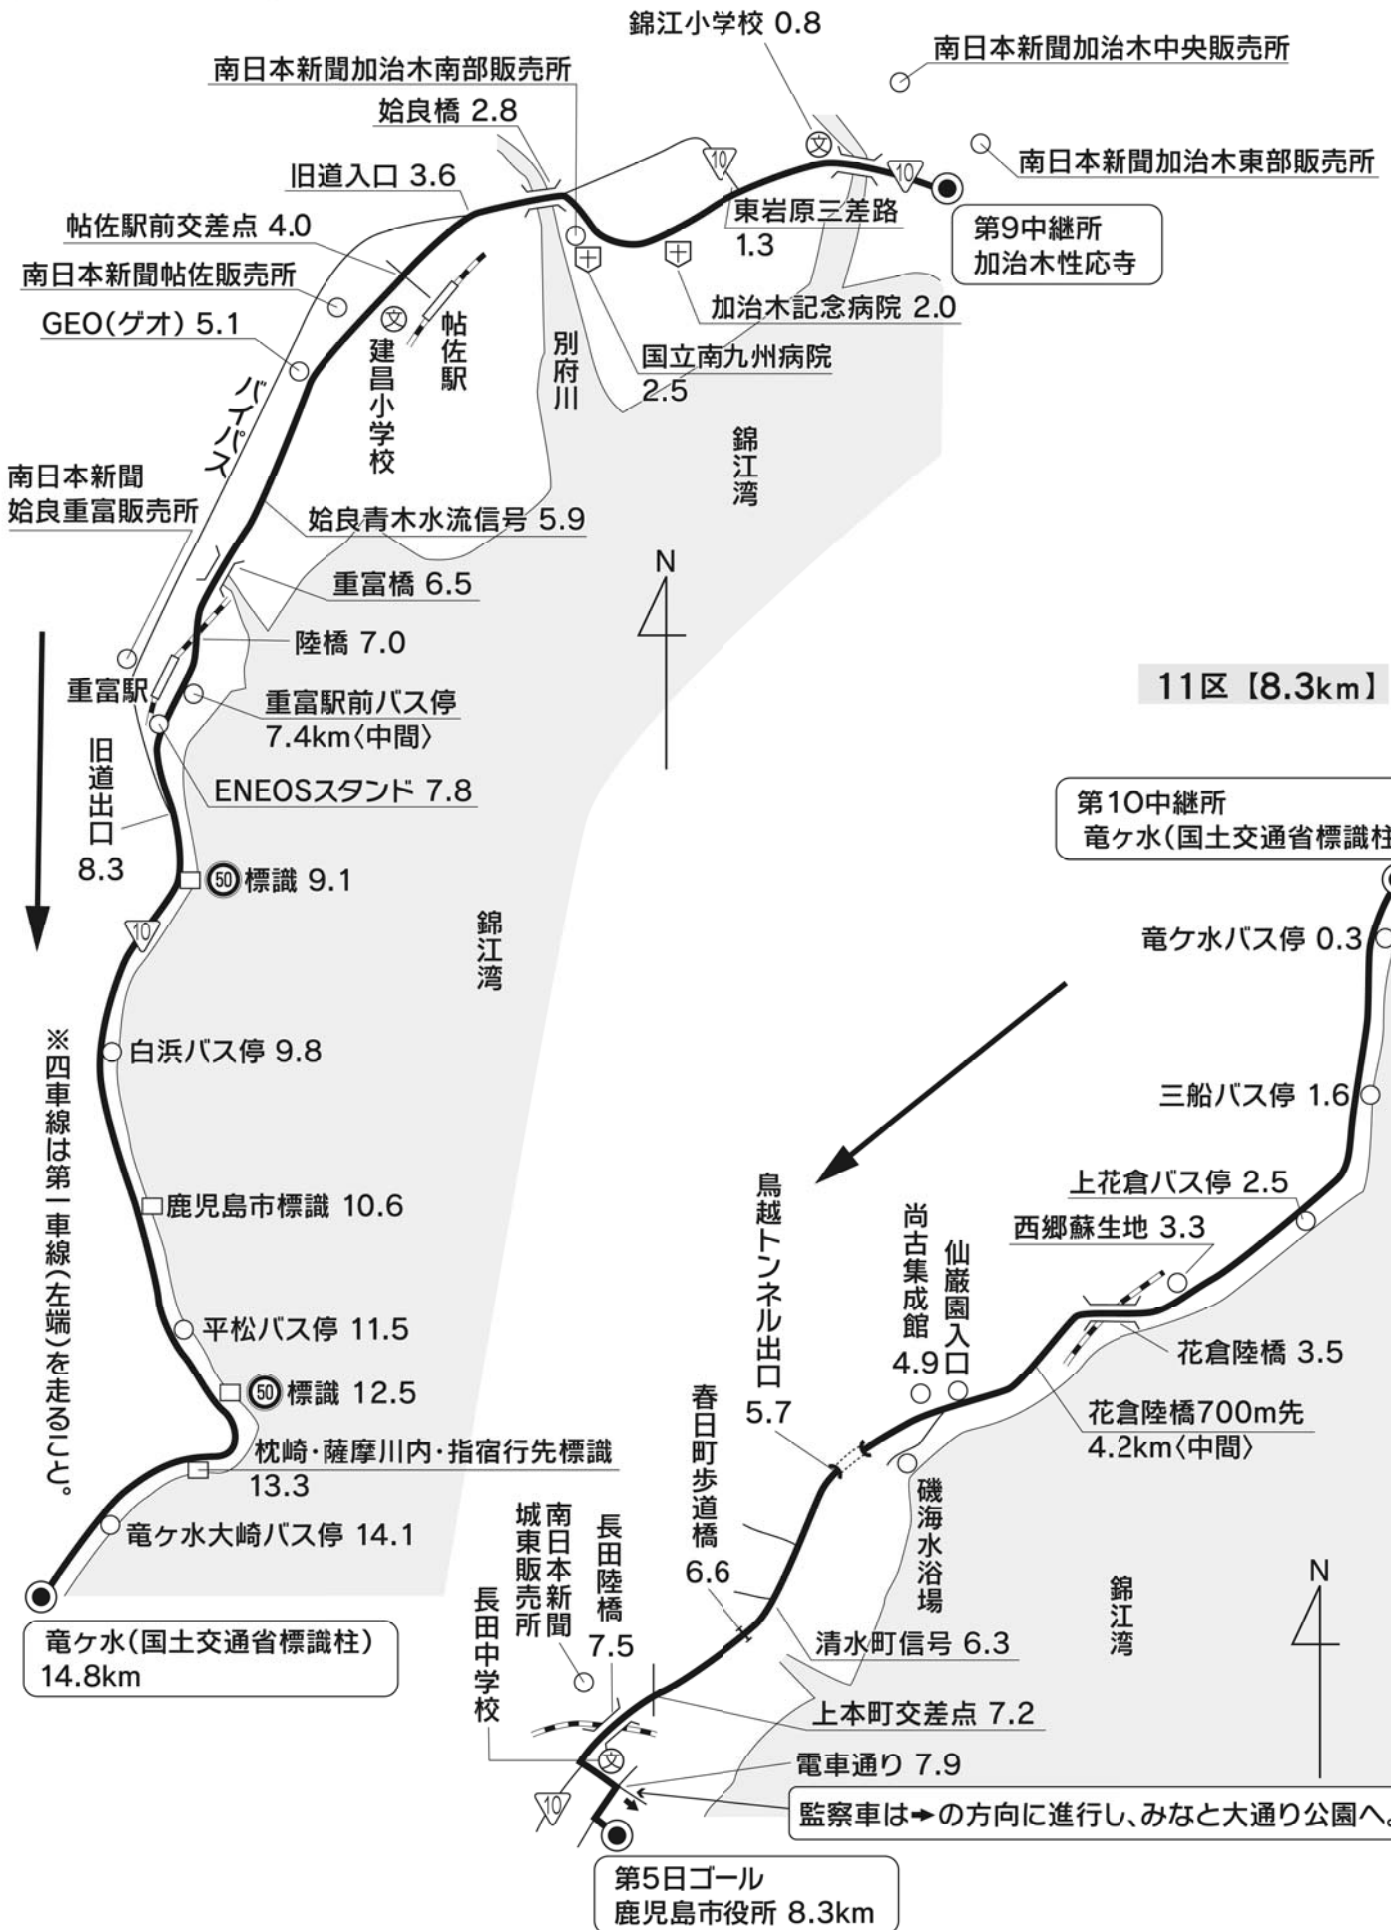 錦江小学校 0.8
南日本新聞加治木中央販売所
南日本新聞加治木南部販売所
姶良橋 2.8
10
10
南日本新聞加治木東部販売所
旧道入口 3.6
東岩原三差路
1.3
第9中継所
加治木性応寺
帖佐駅前交差点 4.0
南日本新聞帖佐販売所
加治木記念病院 2.0
GEO(ゲオ) 5.1
文
文
建昌小学校
帖佐駅
別府川
国立南九州病院
2.5
バイパス
錦江湾
南日本新聞
姶良重富販売所
姶良青木水流信号 5.9
N
重富橋 6.5
陸橋 7.0
重富駅
重富駅前バス停
7.4km〈中間〉
旧道出口
8.3
ENEOSスタンド 7.8
50 標識 9.1
10
錦江湾
※四車線は第一車線(左端)を走ること。
白浜バス停 9.8
鹿児島市標識 10.6
平松バス停 11.5
50 標識 12.5
枕崎・薩摩川内・指宿行先標識
13.3
竜ヶ水大崎バス停 14.1
竜ヶ水(国土交通省標識柱)
14.8km
11区【8.3km】
第10中継所
竜ヶ水(国土交通省標識柱
竜ケ水バス停 0.3
三船バス停 1.6
上花倉バス停 2.5
西郷蘇生地 3.3
花倉陸橋 3.5
花倉陸橋700m先
4.2km〈中間〉
仙巌園入口
尚古集成館
4.9
鳥越トンネル出口
5.7
磯海水浴場
春日町歩道橋
6.6
清水町信号 6.3
錦江湾
N
南日本新聞
城東販売所
長田陸橋
7.5
長田中学校
上本町交差点 7.2
文
電車通り 7.9
10
監察車は➡の方向に進行し、みなと大通り公園へ。
第5日ゴール
鹿児島市役所 8.3km